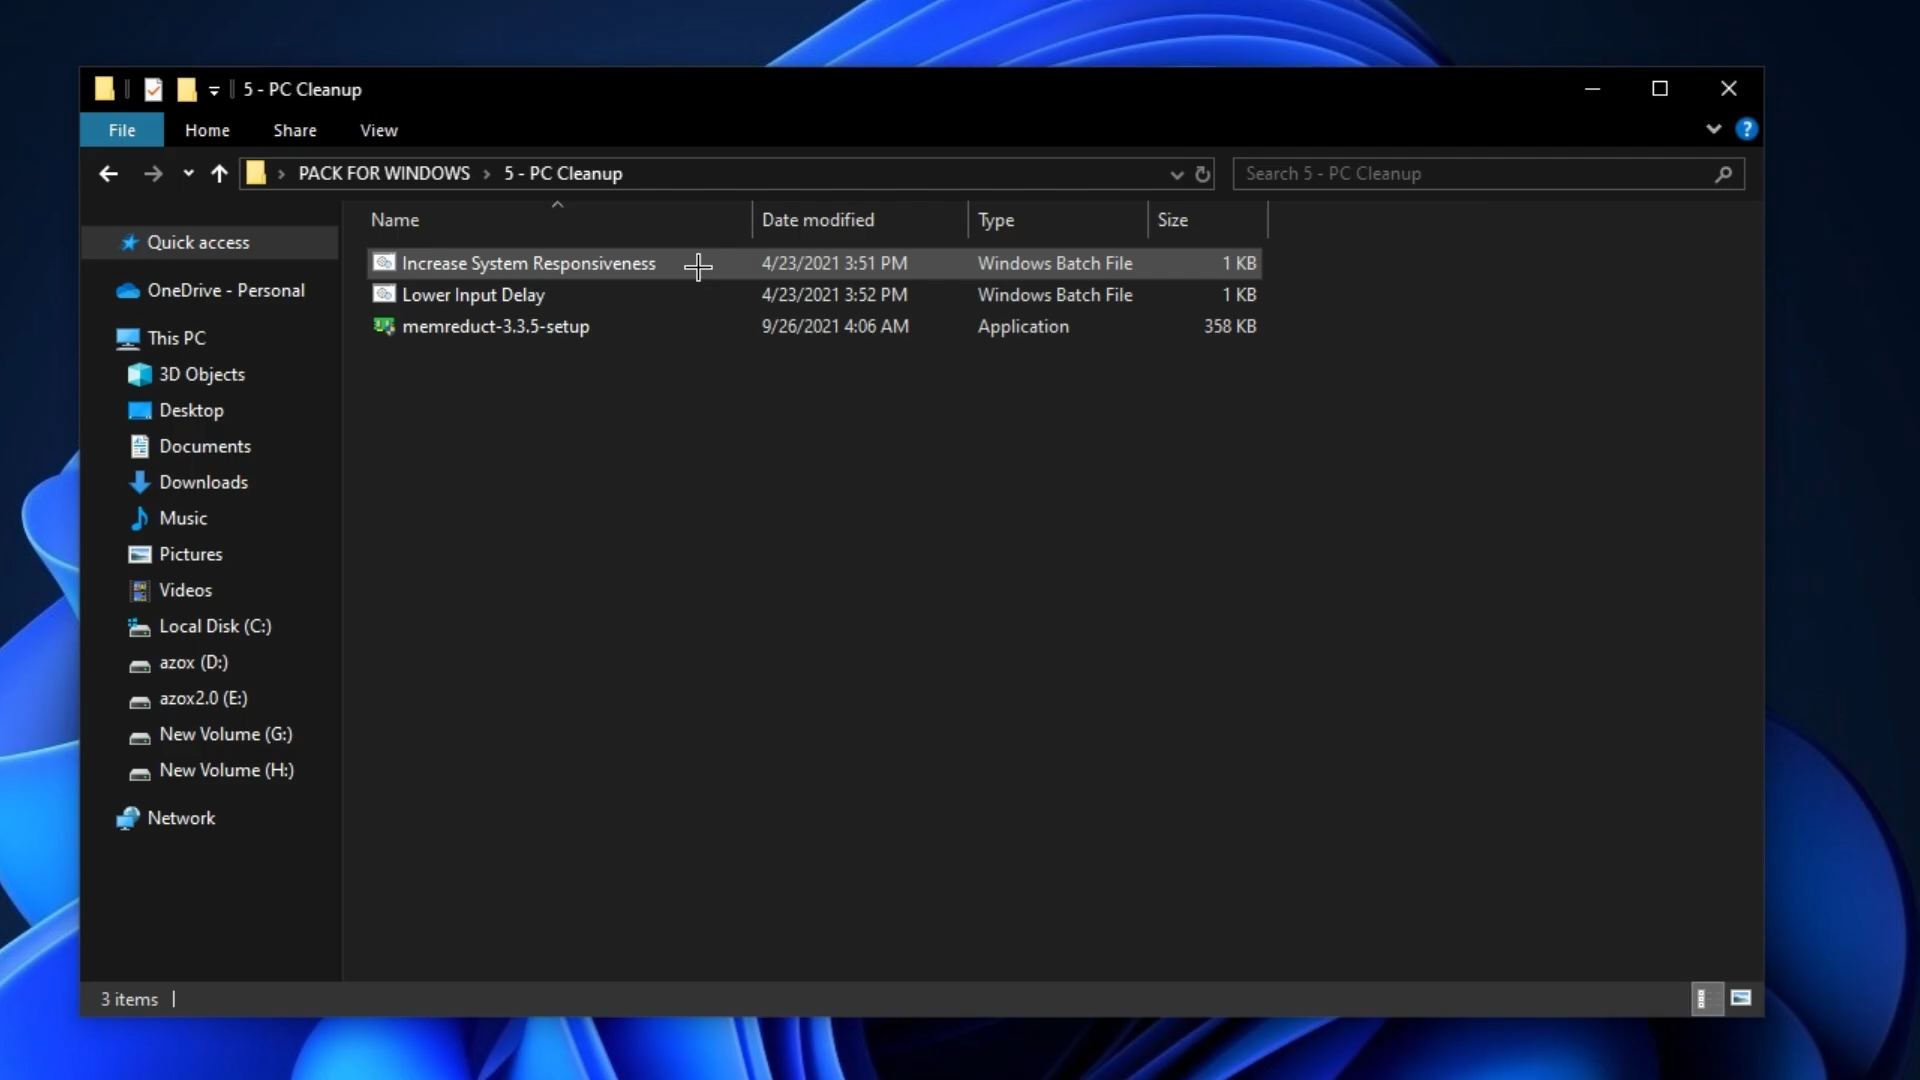 5 - PC Cleanup
File Home Share View
PACK FOR WINDOWS 5 - PC Cleanup Search 5 - PC Cleanup
Name Date modified Type Size
Quick access
Increase System Responsiveness 4/23/2021 3:51 PM Windows Batch File 1 KB
Lower Input Delay 4/23/2021 3:52 PM Windows Batch File 1 KB
memreduct-3.3.5-setup 9/26/2021 4:06 AM Application 358 KB
OneDrive - Personal
This PC
3D Objects
Desktop
Documents
Downloads
Music
Pictures
Videos
Local Disk (C:)
azox (D:)
azox2.0 (E:)
New Volume (G:)
New Volume (H:)
Network
3 items